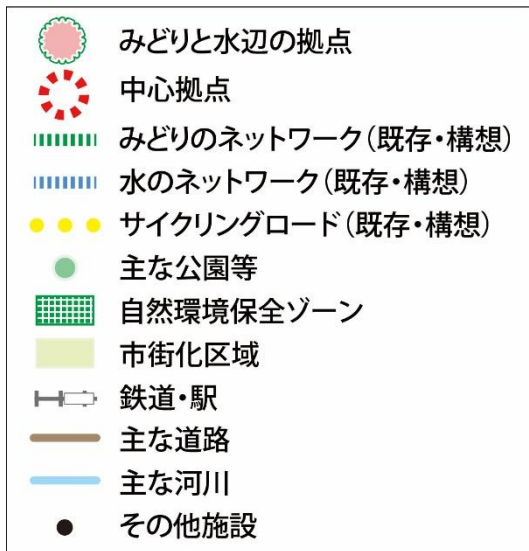 みどりと水辺の拠点
中心拠点
みどりのネットワーク(既存・構想)
水のネットワーク(既存・構想)
サイクリングロード(既存・構想)
主な公園等
自然環境保全ゾーン
市街化区域
鉄道・駅
主な道路
主な河川
その他施設